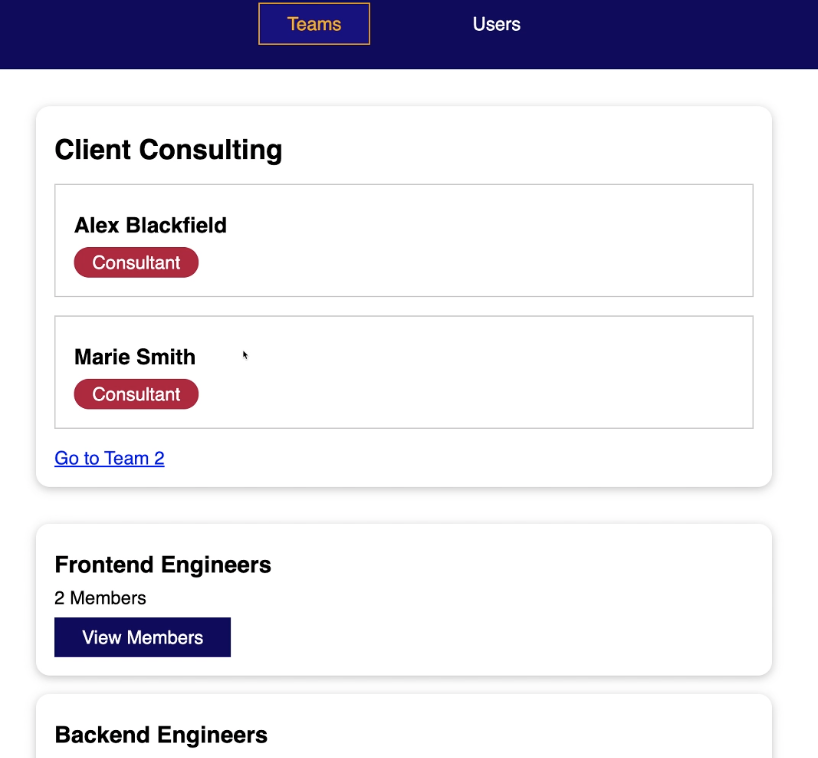 Teams Users
Client Consulting
Alex Blackfield
Consultant
Marie Smith
Consultant
Go to Team 2
Frontend Engineers
2 Members
View Members
Backend Engineers